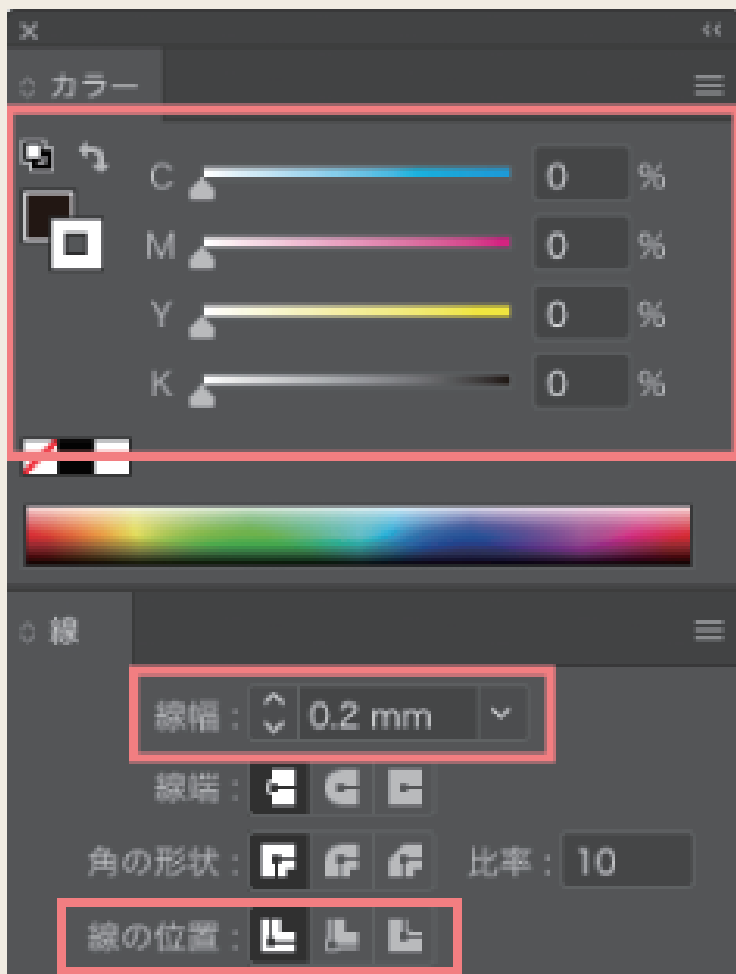 カラー
C 0 %
M 0 %
Y 0 %
K 0 %
線
線幅 : 0.2 mm
線端 :
角の形状 : 比率 : 10
線の位置 :